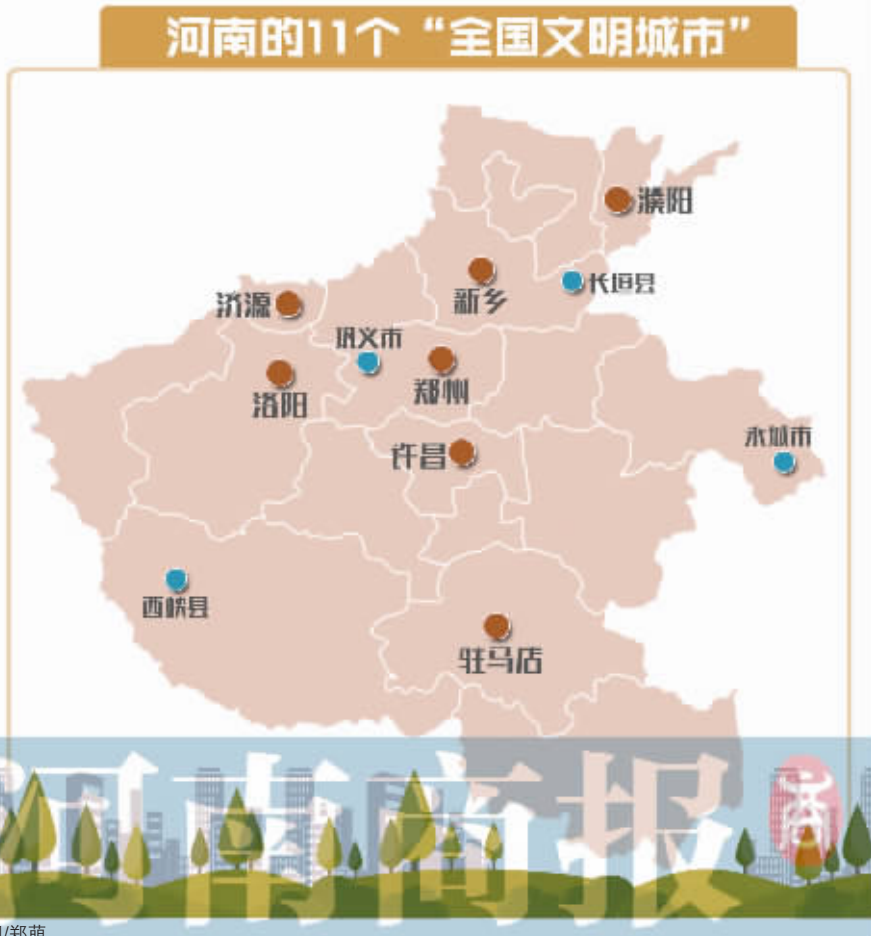 河南的11个“全国文明城市”
濮阳
新乡
长垣县
济源
巩义市
洛阳
郑州
永城市
许昌
西峡县
驻马店
河南商报
/郑萌